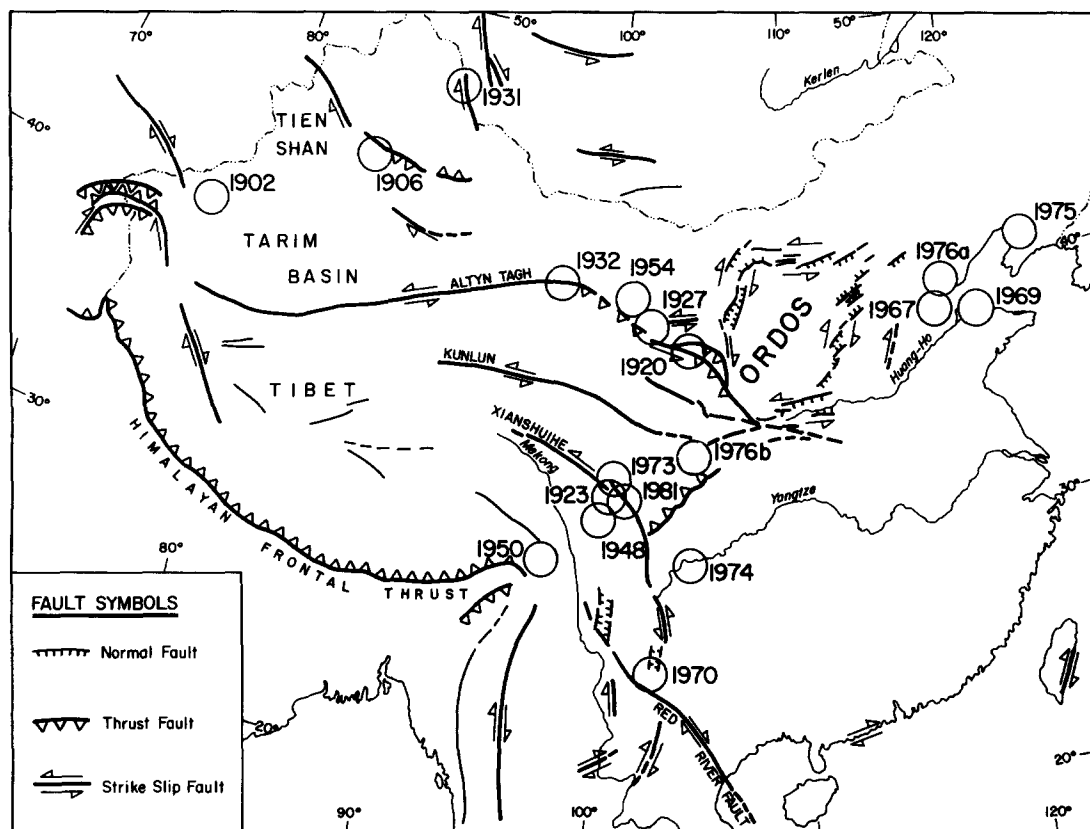 70° 80° 50° 100° 50° 120°
Kerlen
40°
1931
TIEN
SHAN
1906
1902
1975
40°
TARIM
BASIN
1932
1954
1976a
ALTYN TAGH
1927
1967
1969
ORDOS
Huang-Ho
1920
KUNLUN
TIBET
30°
XIANSHUIHE
Mekong
1976b
1973
1923
1981
Yangtze
30°
1948
HIMALAYAN FRONTAL THRUST
1950
80°
1974
FAULT SYMBOLS
Normal Fault
1970
Thrust Fault
20°
RED RIVER FAULT
20°
Strike Slip Fault
90° 100° 120°